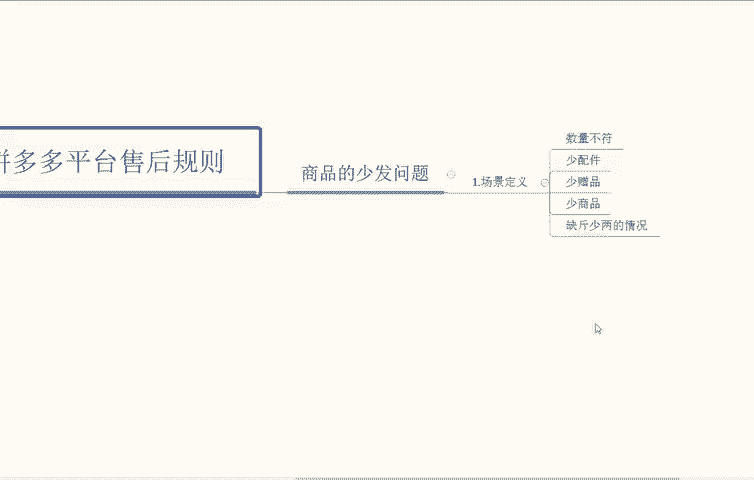 拼多多平台售后规则
商品的少发问题
1.场景定义
数量不符
少配件
少赠品
少商品
缺斤少两的情况